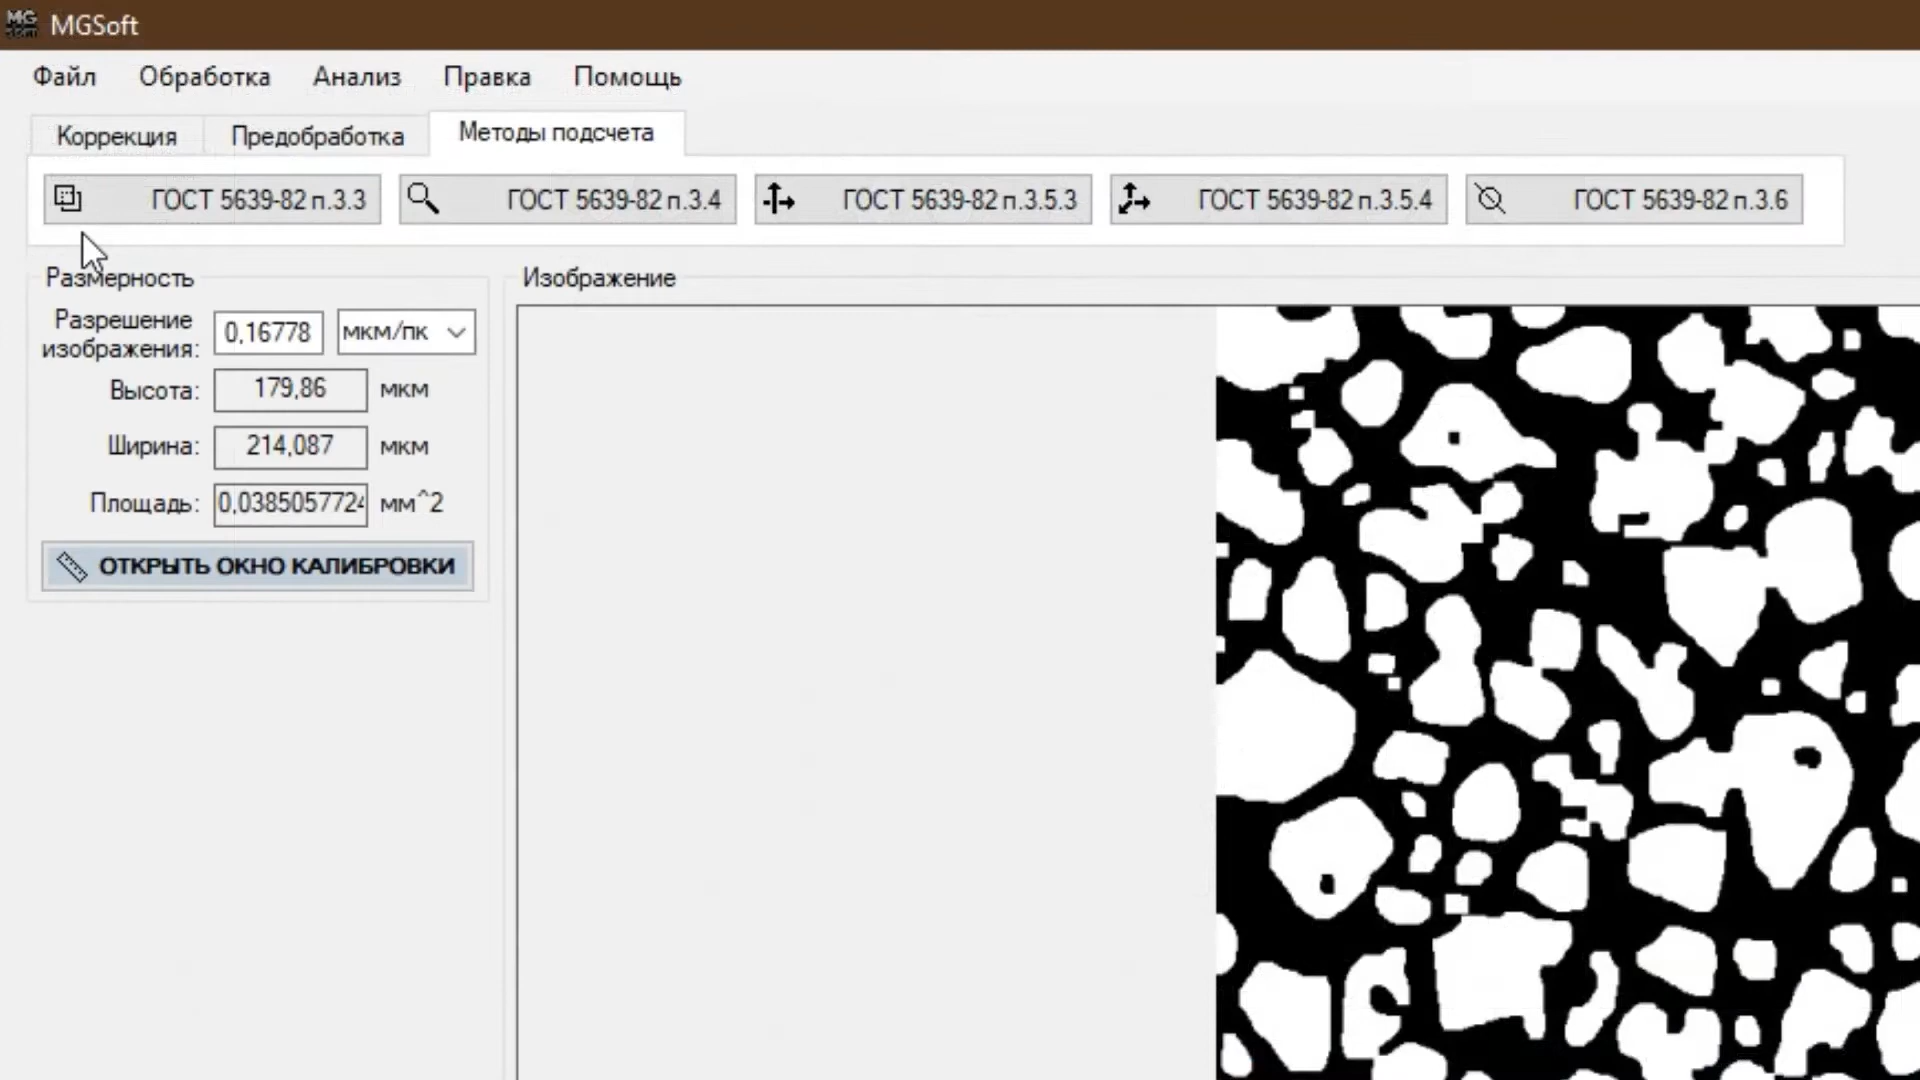 MGSoft
Файл Обработка Анализ Правка Помощь
Коррекция Предобработка Методы подсчета
ГОСТ 5639-82 п.3.3 ГОСТ 5639-82 п.3.4 ГОСТ 5639-82 п.3.5.3 ГОСТ 5639-82 п.3.5.4 ГОСТ 5639-82 п.3.6
Размерность Изображение
Разрешение
изображения: 0,16778 мкм/пк
Высота: 179,86 мкм
Ширина: 214,087 мкм
Площадь: 0,0385057724 мм^2
ОТКРЫТЬ ОКНО КАЛИБРОВКИ